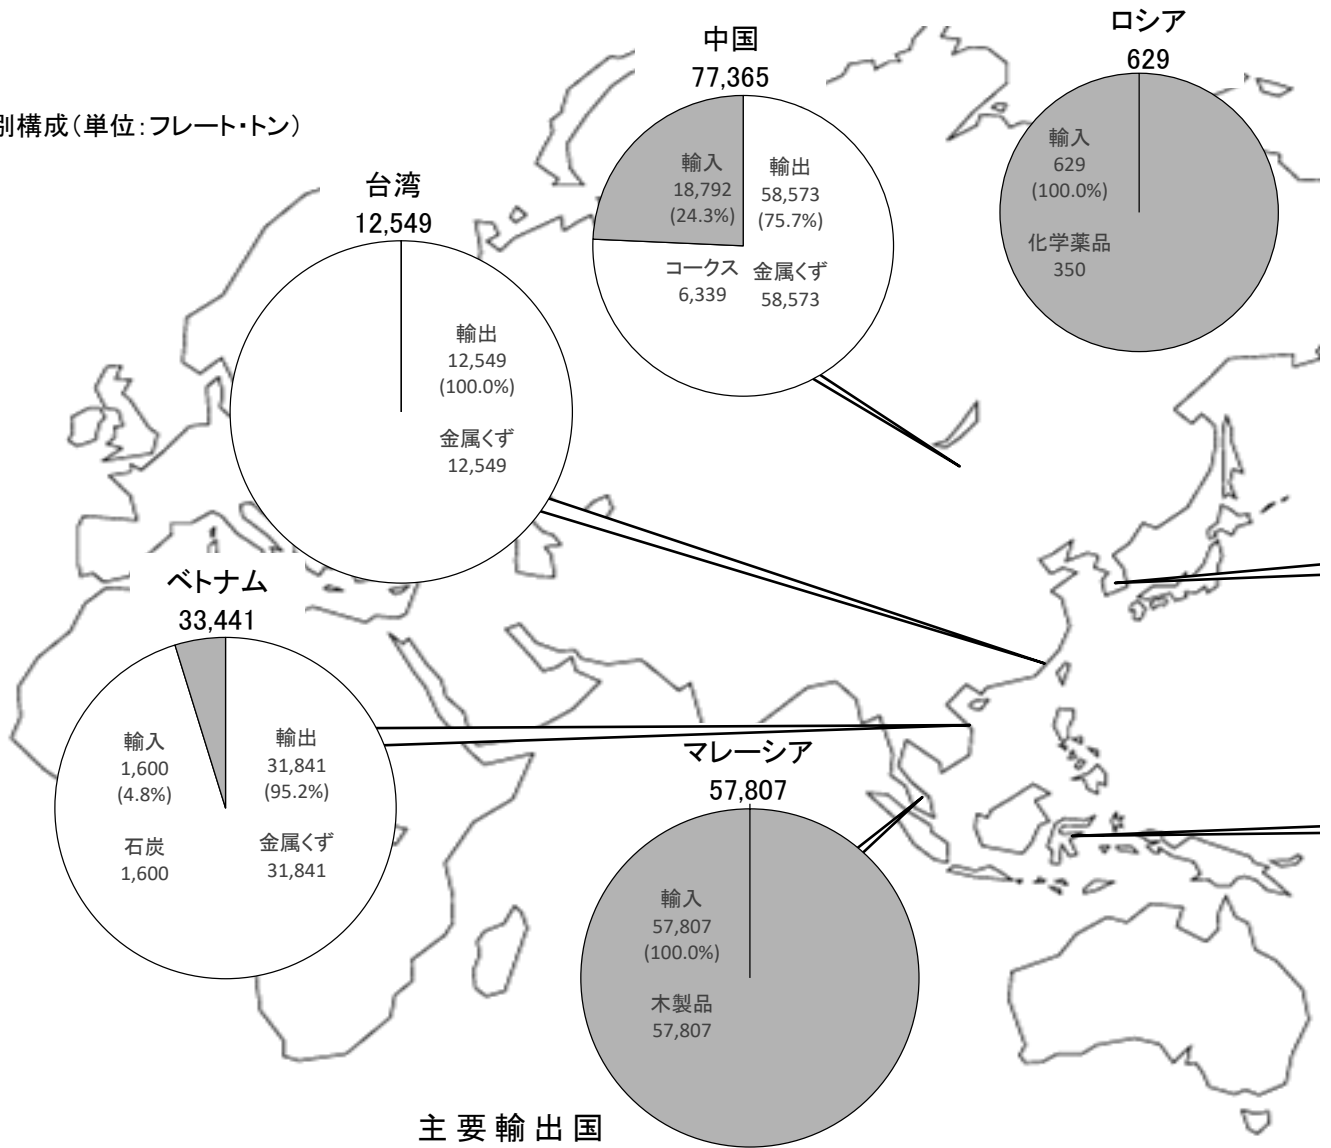 別構成(単位:フレート・トン)
中国
77,365
輸入
18,792
(24.3%)
コークス
6,339
輸出
58,573
(75.7%)
金属くず
58,573
ロシア
629
輸入
629
(100.0%)
化学薬品
350
台湾
12,549
輸出
12,549
(100.0%)
金属くず
12,549
ベトナム
33,441
輸入
1,600
(4.8%)
石炭
1,600
輸出
31,841
(95.2%)
金属くず
31,841
マレーシア
57,807
輸入
57,807
(100.0%)
木製品
57,807
主要輸出国